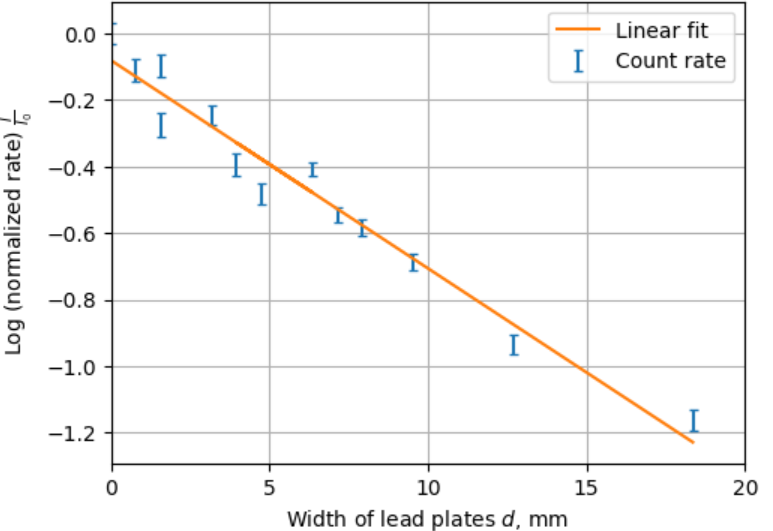 Linear fit
Count rate
0.0
−0.2
−0.4
−0.6
−0.8
−1.0
−1.2
Log (normalized rate) I/I₀
0 5 10 15 20
Width of lead plates d, mm